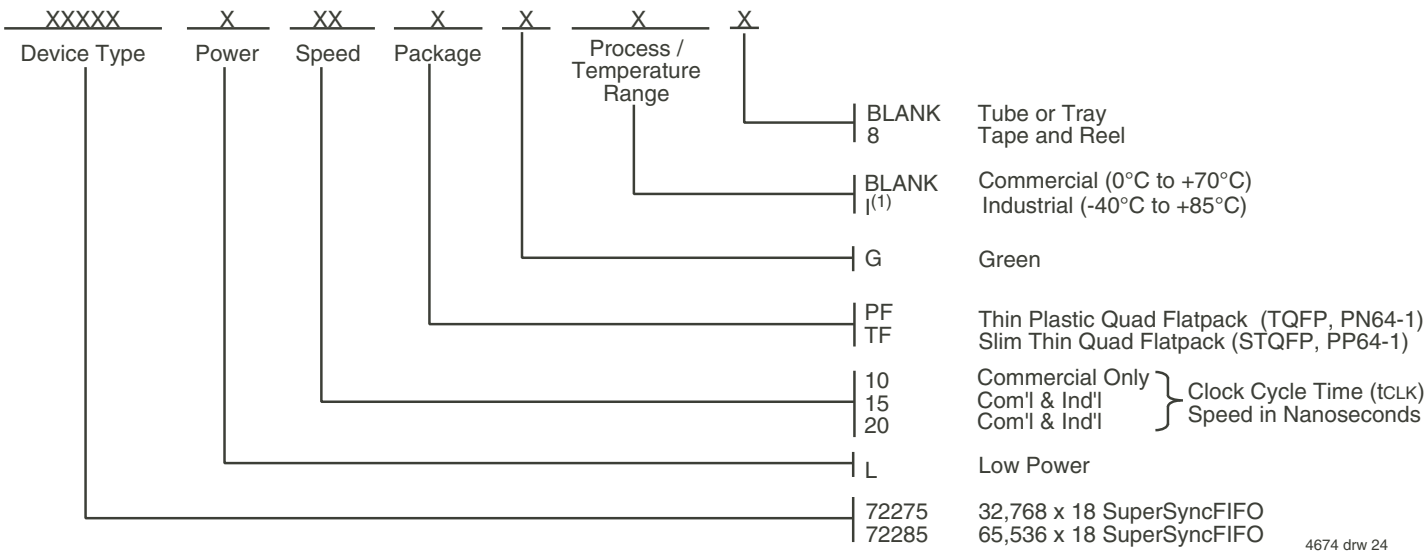 XXXXX X XX X X X X
Device Type Power Speed Package Process /
Temperature
Range
BLANK Tube or Tray
8 Tape and Reel
BLANK Commercial (0°C to +70°C)
I(1) Industrial (-40°C to +85°C)
G Green
PF Thin Plastic Quad Flatpack (TQFP, PN64-1)
TF Slim Thin Quad Flatpack (STQFP, PP64-1)
10 Commercial Only
15 Com'l & Ind'l
20 Com'l & Ind'l
Clock Cycle Time (tCLK)
Speed in Nanoseconds
L Low Power
72275 32,768 x 18 SuperSyncFIFO
72285 65,536 x 18 SuperSyncFIFO
4674 drw 24